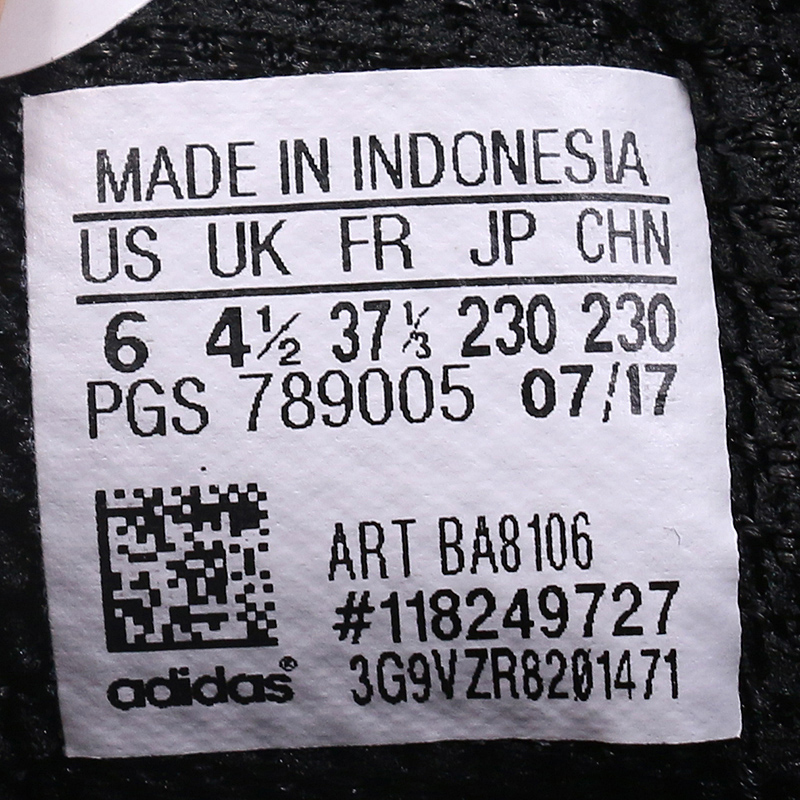 MADE IN INDONESIA
US UK FR JP CHN
6 4½ 37⅓ 230 230
PGS 789005 07/17
ART BA8106
#118249727
adidas® 3G9VZR8201471